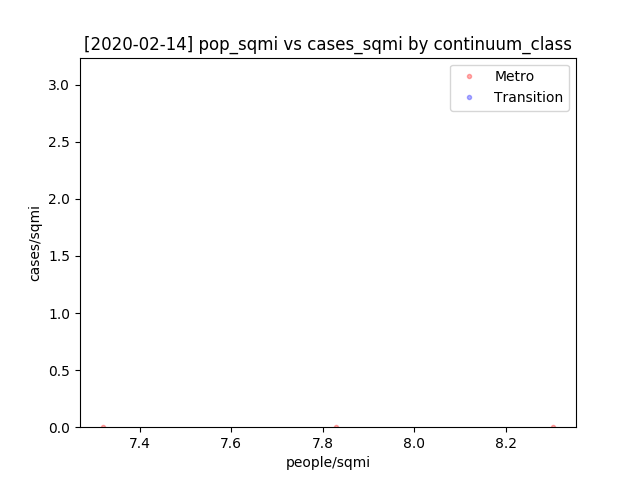 [2020-02-14] pop_sqmi vs cases_sqmi by continuum_class
Metro
Transition
3.0
2.5
2.0
1.5
1.0
0.5
0.0
cases/sqmi
7.4 7.6 7.8 8.0 8.2
people/sqmi